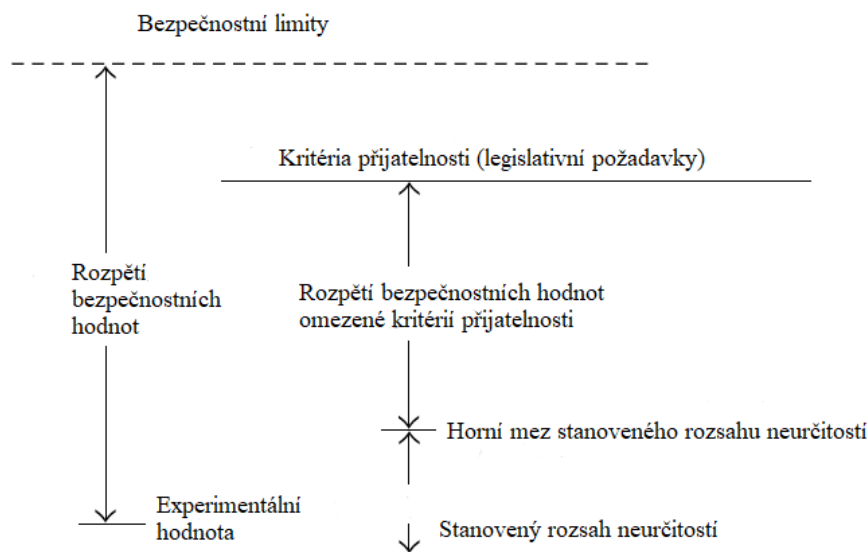 Bezpečnostní limity
Kritéria přijatelnosti (legislativní požadavky)
Rozpětí
bezpečnostních
hodnot
Rozpětí bezpečnostních hodnot
omezené kritérií přijatelnosti
Horní mez stanoveného rozsahu neurčitostí
Experimentální
hodnota
Stanovený rozsah neurčitostí